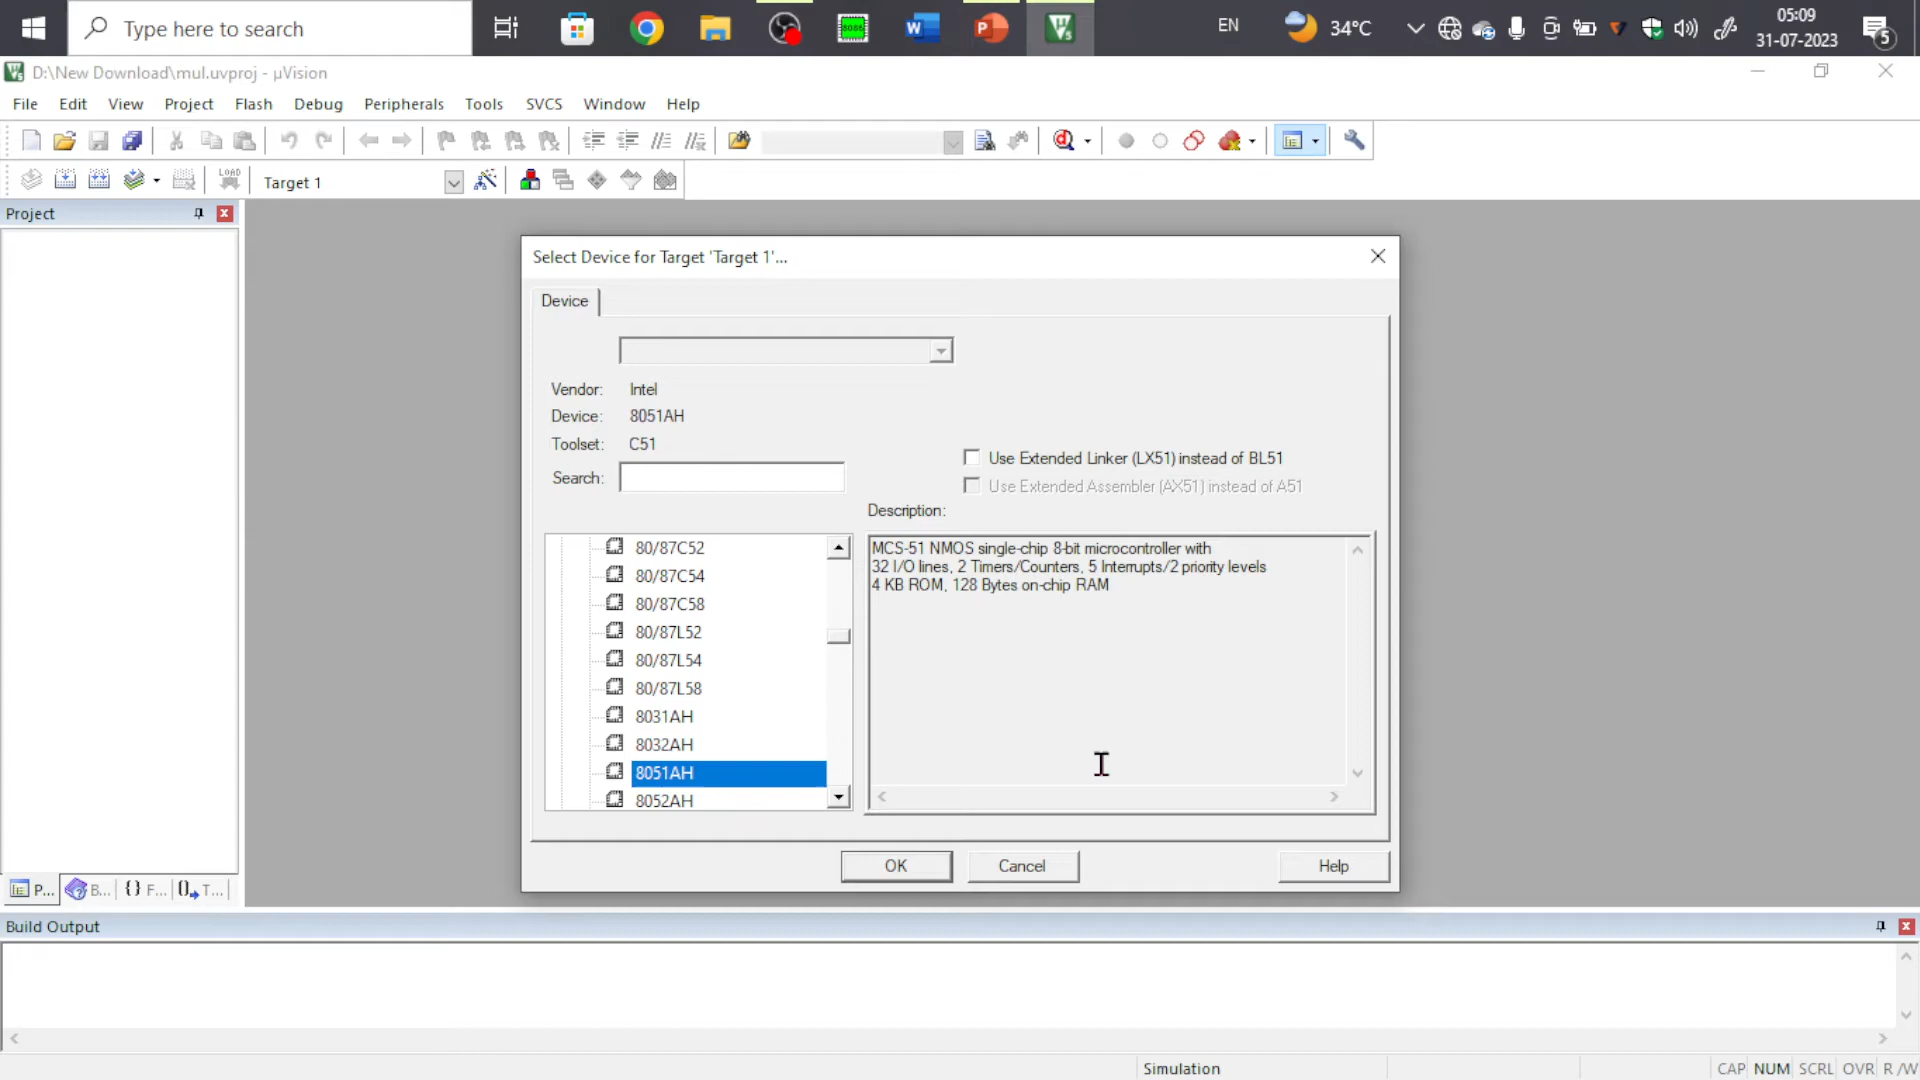 Type here to search
EN
34°C
05:09
31-07-2023
5
D:\New Download\mul.uvproj - µVision
File Edit View Project Flash Debug Peripherals Tools SVCS Window Help
LOAD
Target 1
Project
Select Device for Target 'Target 1'...
Device
Vendor: Intel
Device: 8051AH
Toolset: C51
Search:
Use Extended Linker (LX51) instead of BL51
Use Extended Assembler (AX51) instead of A51
Description:
80/87C52
80/87C54
80/87C58
80/87L52
80/87L54
80/87L58
8031AH
8032AH
8051AH
8052AH
MCS-51 NMOS single-chip 8-bit microcontroller with
32 I/O lines, 2 Timers/Counters, 5 Interrupts/2 priority levels
4 KB ROM, 128 Bytes on-chip RAM
OK Cancel Help
P... B... {} F... T...
Build Output
Simulation
CAP NUM SCRL OVR R/W